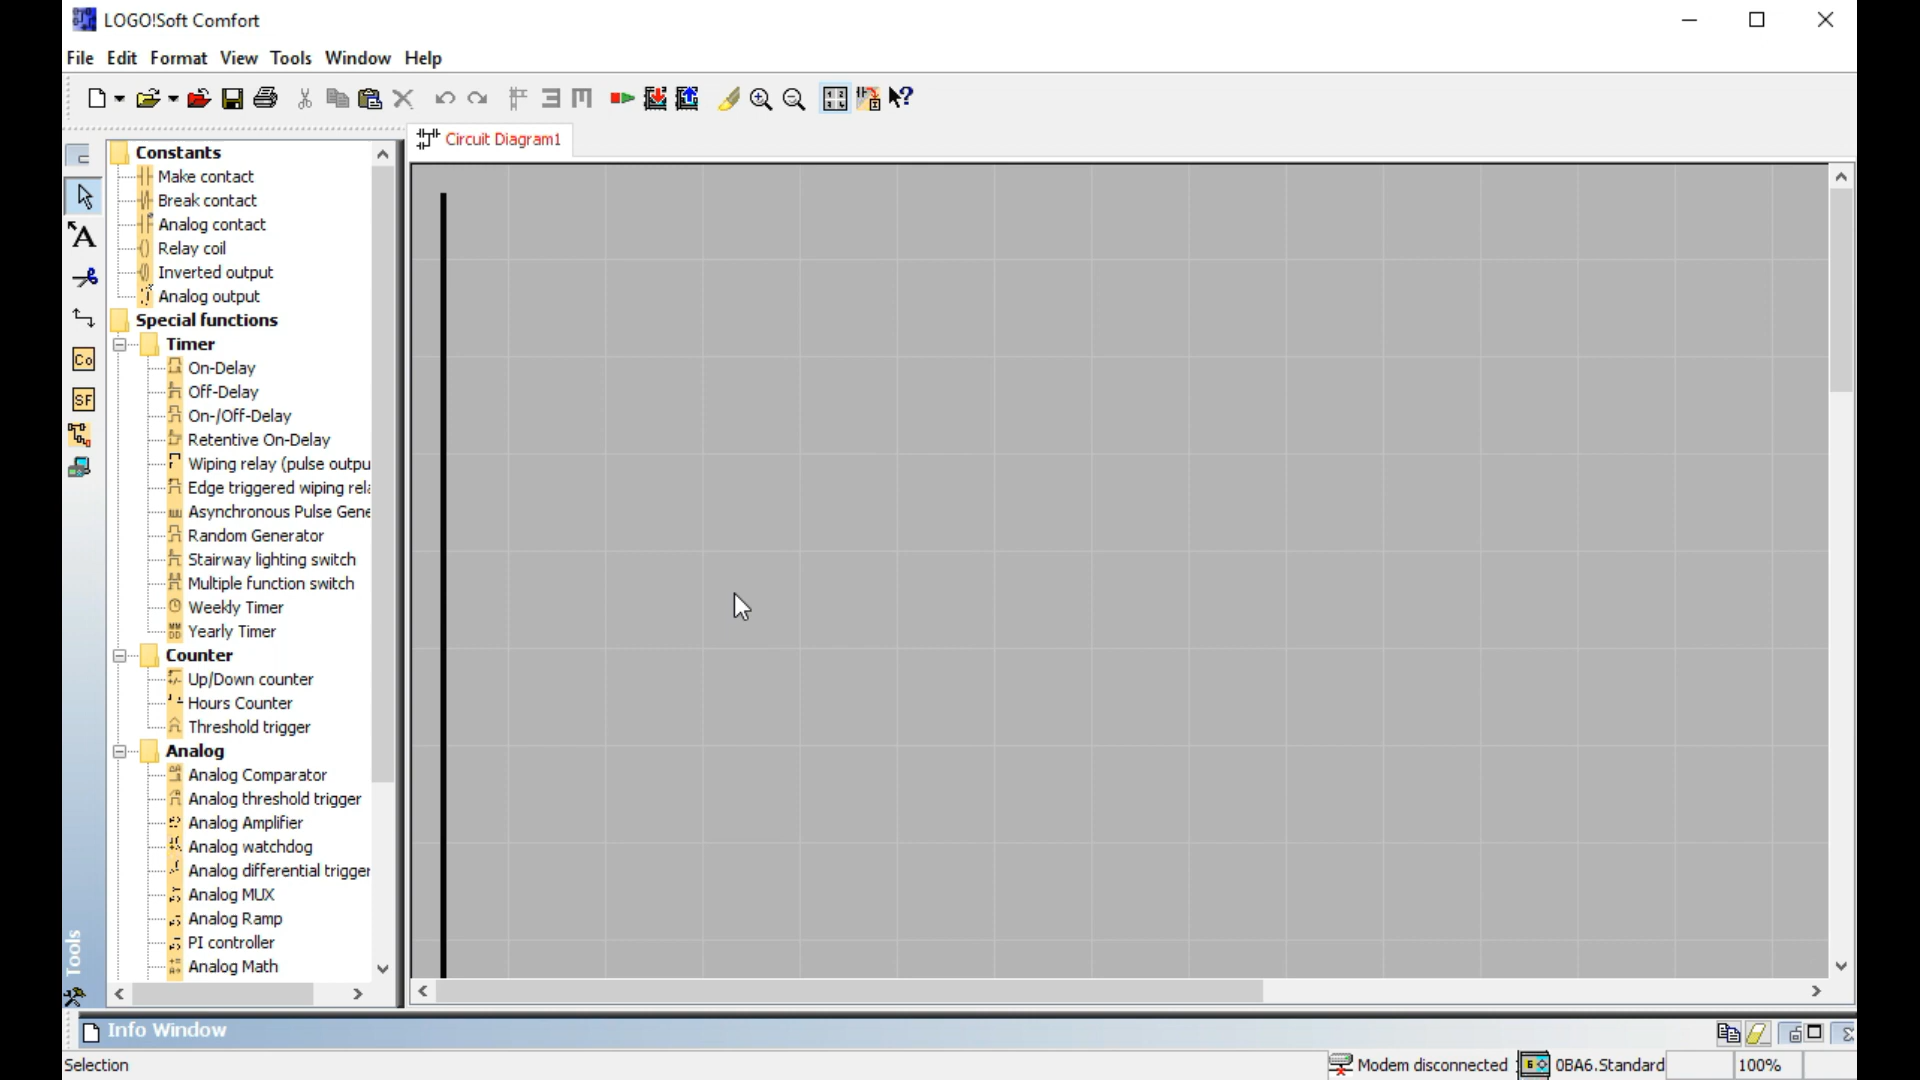 LOGO!Soft Comfort
File Edit Format View Tools Window Help
Circuit Diagram1
Constants
Make contact
Break contact
Analog contact
Relay coil
Inverted output
Analog output
Special functions
Timer
On-Delay
Off-Delay
On-/Off-Delay
Retentive On-Delay
Wiping relay (pulse outpu
Edge triggered wiping rel
Asynchronous Pulse Gene
Random Generator
Stairway lighting switch
Multiple function switch
Weekly Timer
Yearly Timer
Counter
Up/Down counter
Hours Counter
Threshold trigger
Analog
Analog Comparator
Analog threshold trigger
Analog Amplifier
Analog watchdog
Analog differential trigger
Analog MUX
Analog Ramp
PI controller
Analog Math
Co
SF
Tools
Info Window
Selection
Modem disconnected
0BA6.Standard
100%